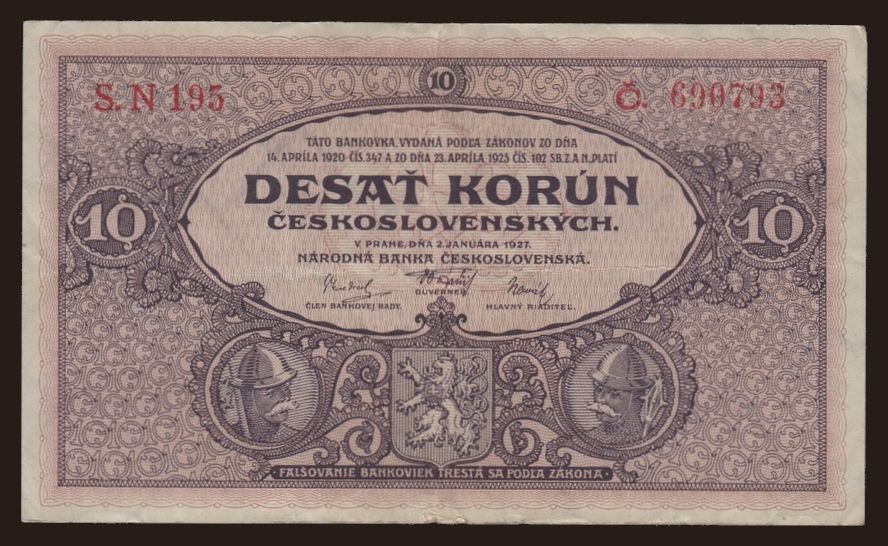 10
S. N 195
Č. 690793
TÁTO BANKOVKA, VYDANÁ PODĽA ZÁKONOV ZO DŇA
14. APRÍLA 1920 ČÍS. 347 A ZO DŇA 23. APRÍLA 1925 ČÍS. 102 SB. Z. A N. PLATÍ
DESAŤ KORÚN
ČESKOSLOVENSKÝCH.
10
10
V PRAHE, DŇA 2. JANUÁRA 1927.
NÁRODNÁ BANKA ČESKOSLOVENSKÁ.
ČLEN BANKOVEJ RADY. GUVERNER. HLAVNÝ RIADITEĽ.
· FALŠOVANIE BANKOVIEK TRESTÁ SA PODĽA ZÁKONA ·